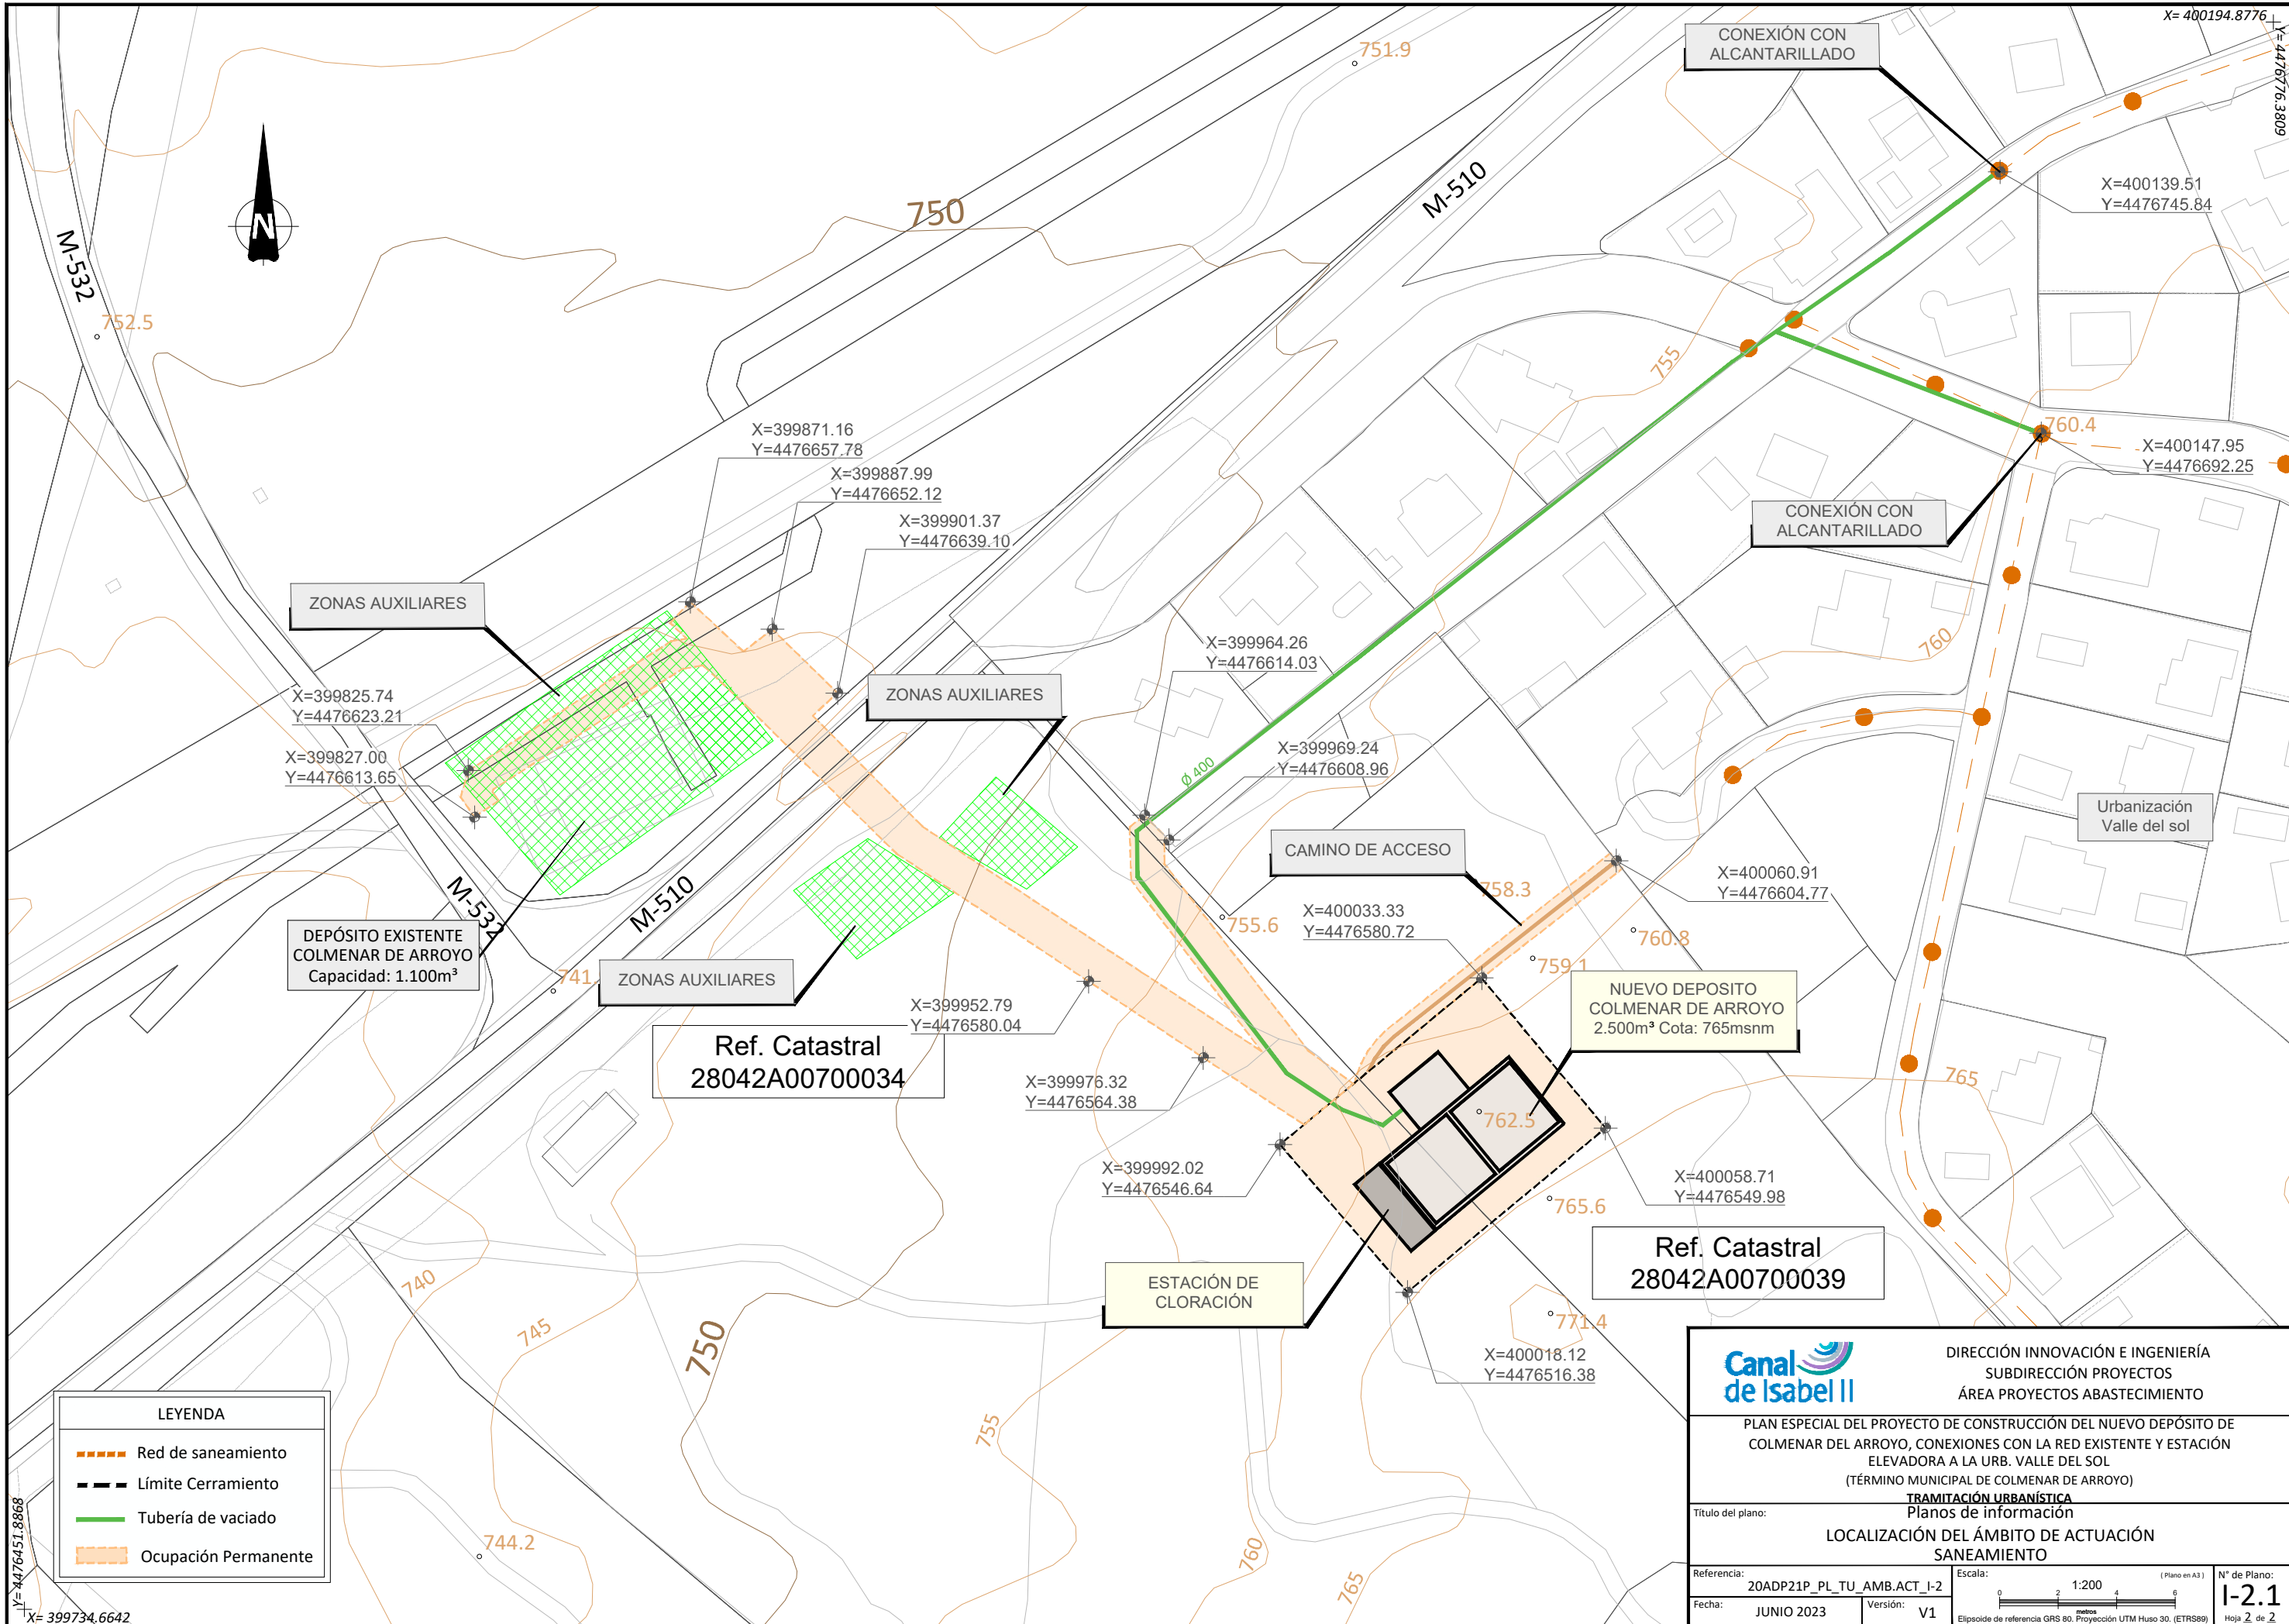 X= 400194.8776
Y= 4476776.3809
CONEXIÓN CON
ALCANTARILLADO
751.9
M-510
X=400139.51
Y=4476745.84
750
N
M-532
752.5
755
760.4
X=400147.95
Y=4476692.25
CONEXIÓN CON
ALCANTARILLADO
X=399871.16
Y=4476657.78
X=399887.99
Y=4476652.12
X=399901.37
Y=4476639.10
ZONAS AUXILIARES
X=399964.26
Y=4476614.03
760
ZONAS AUXILIARES
X=399825.74
Y=4476623.21
X=399827.00
Y=4476613.65
X=399969.24
Y=4476608.96
Ø 400
Urbanización
Valle del sol
CAMINO DE ACCESO
758.3
X=400060.91
Y=4476604.77
M-532
M-510
X=400033.33
Y=4476580.72
755.6
760.8
759.1
DEPÓSITO EXISTENTE
COLMENAR DE ARROYO
Capacidad: 1.100m³
741.
ZONAS AUXILIARES
NUEVO DEPOSITO
COLMENAR DE ARROYO
2.500m³ Cota: 765msnm
X=399952.79
Y=4476580.04
Ref. Catastral
28042A00700034
765
X=399976.32
Y=4476564.38
762.5
X=399992.02
Y=4476546.64
X=400058.71
Y=4476549.98
765.6
Ref. Catastral
28042A00700039
740
ESTACIÓN DE
CLORACIÓN
745
750
771.4
X=400018.12
Y=4476516.38
755
744.2
760
765
LEYENDA
Red de saneamiento
Límite Cerramiento
Tubería de vaciado
Ocupación Permanente
Y= 4476451.8868
X= 399734.6642
Canal
de Isabel II
DIRECCIÓN INNOVACIÓN E INGENIERÍA
SUBDIRECCIÓN PROYECTOS
ÁREA PROYECTOS ABASTECIMIENTO
PLAN ESPECIAL DEL PROYECTO DE CONSTRUCCIÓN DEL NUEVO DEPÓSITO DE
COLMENAR DEL ARROYO, CONEXIONES CON LA RED EXISTENTE Y ESTACIÓN
ELEVADORA A LA URB. VALLE DEL SOL
(TÉRMINO MUNICIPAL DE COLMENAR DE ARROYO)
TRAMITACIÓN URBANÍSTICA
Título del plano:
Planos de información
LOCALIZACIÓN DEL ÁMBITO DE ACTUACIÓN
SANEAMIENTO
Referencia:
20ADP21P_PL_TU_AMB.ACT_I-2
Fecha:
JUNIO 2023
Versión:
V1
Escala:
( Plano en A3 )
1:200
0 2 4 6
metros
Elipsoide de referencia GRS 80. Proyección UTM Huso 30. (ETRS89)
N° de Plano:
I-2.1
Hoja 2 de 2